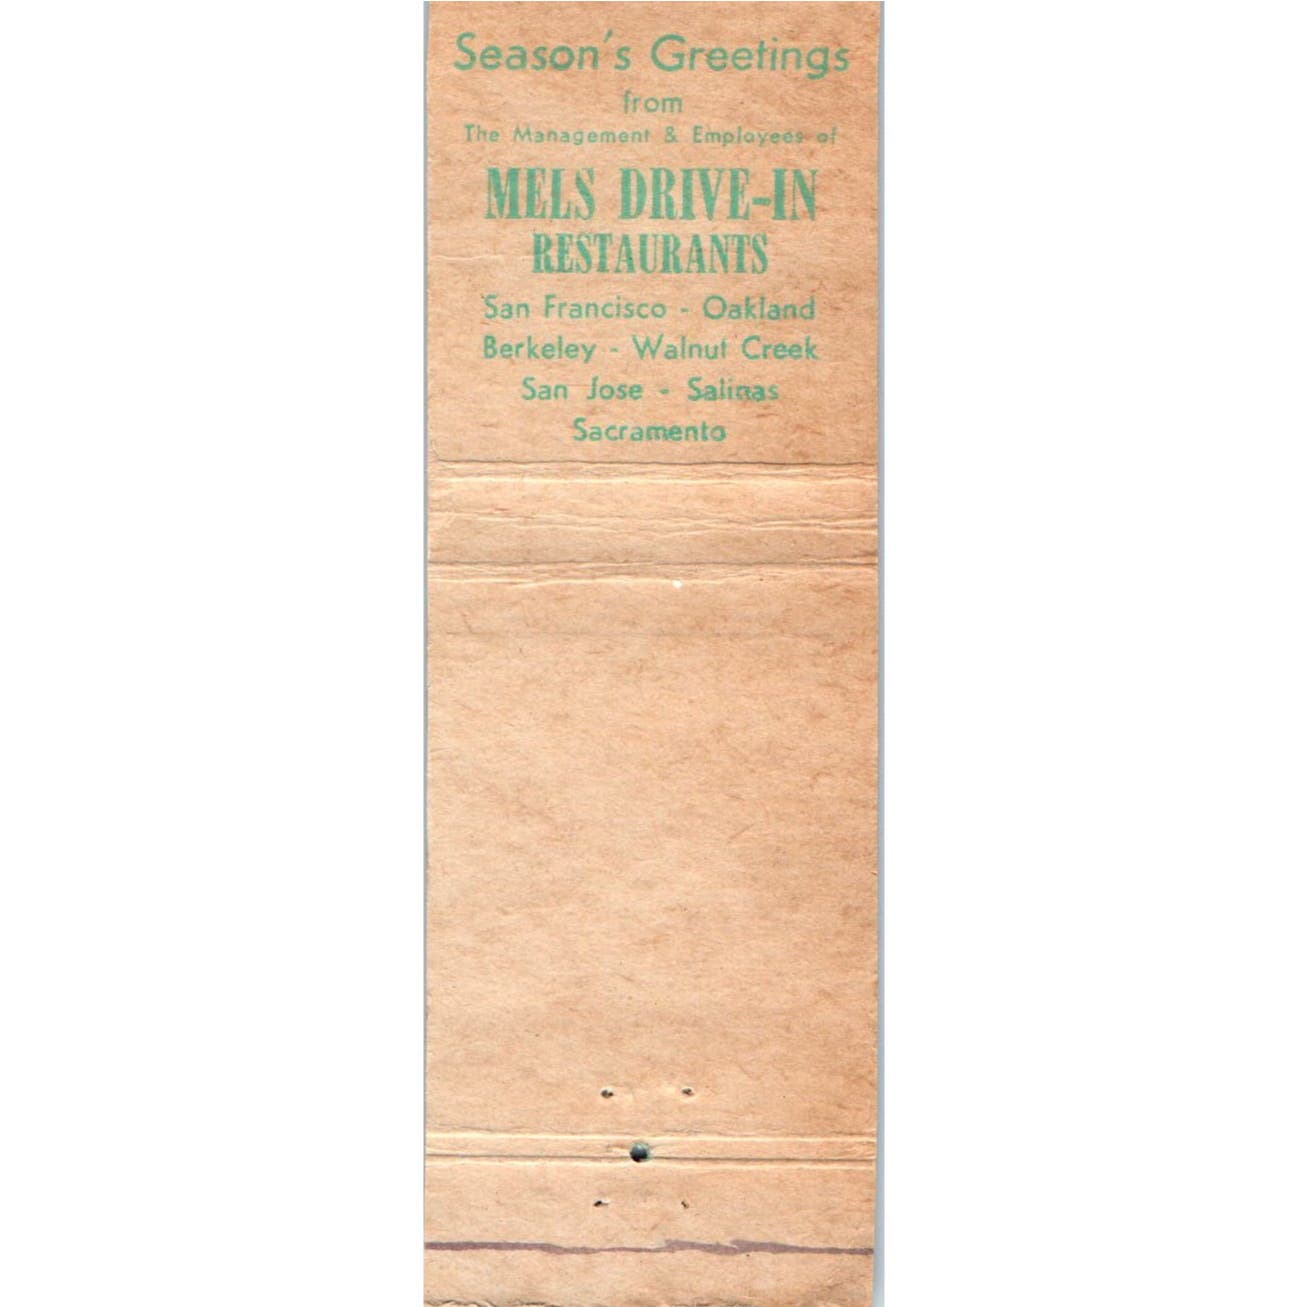 Season's Greetings
from
The Management & Employees of
MELS DRIVE-IN
RESTAURANTS
San Francisco - Oakland
Berkeley - Walnut Creek
San Jose - Salinas
Sacramento